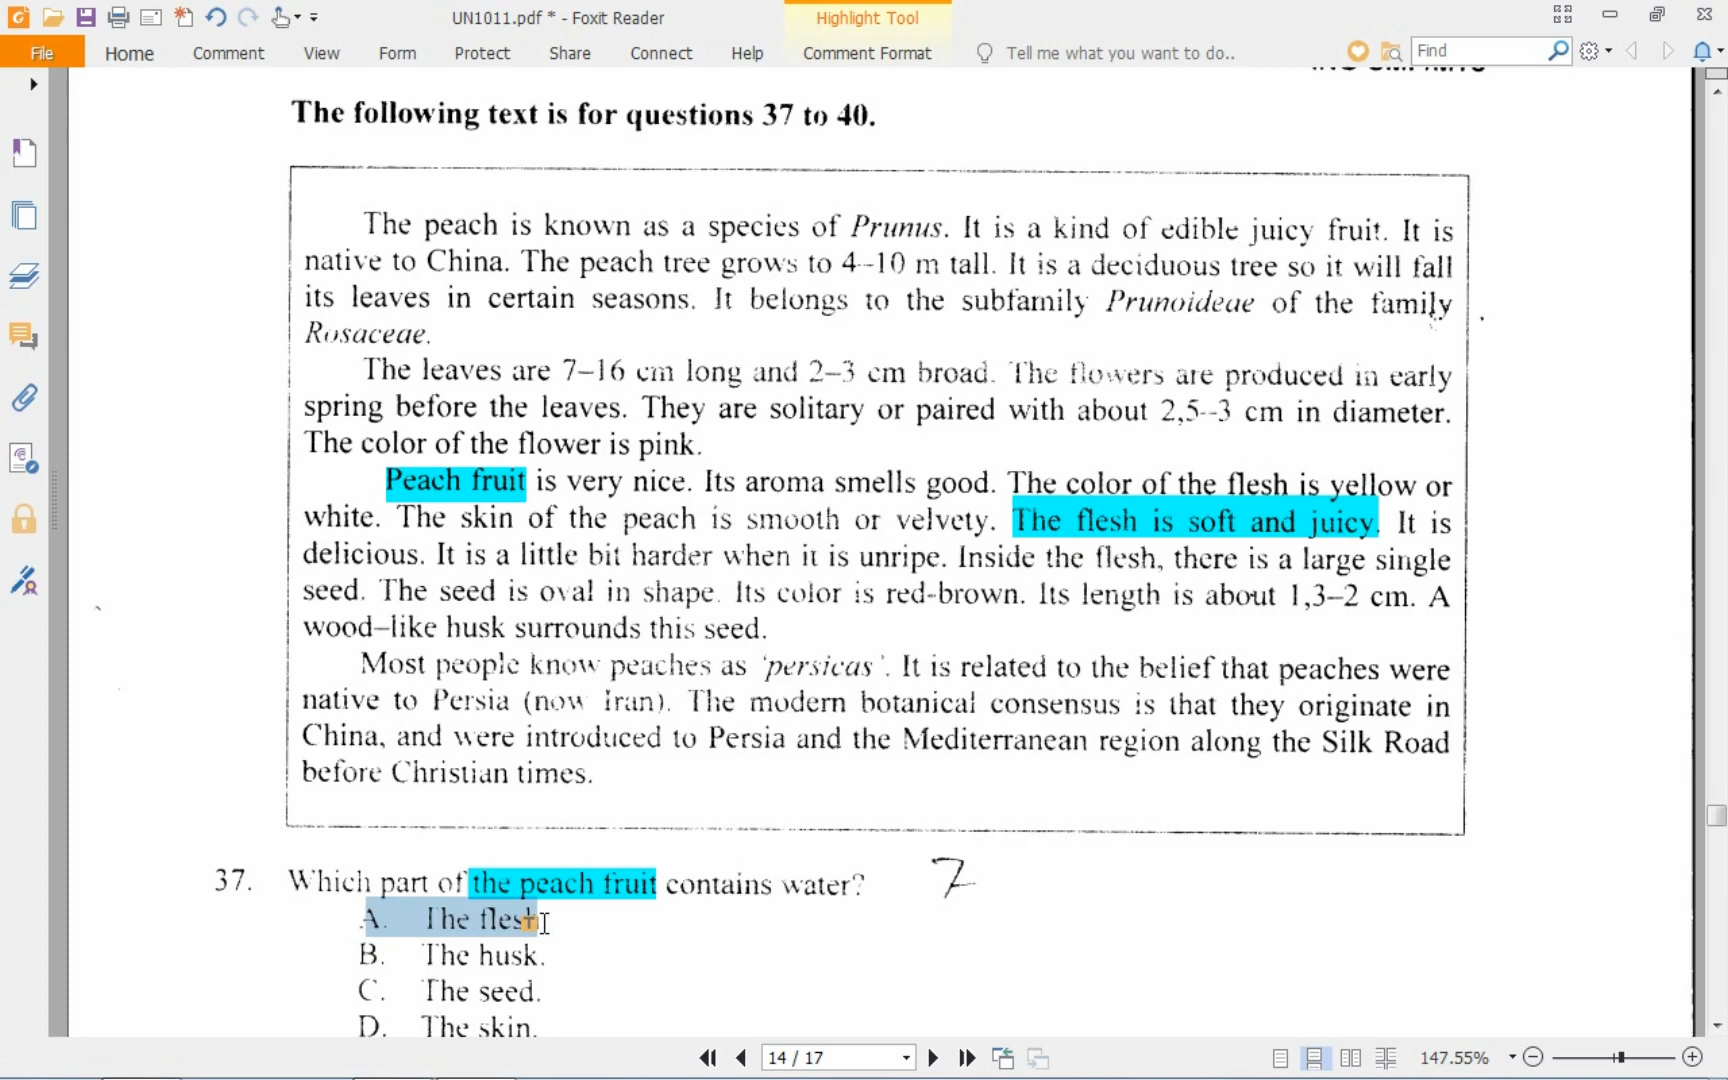 UN1011.pdf * - Foxit Reader
Highlight Tool
File
Home
Comment
View
Form
Protect
Share
Connect
Help
Comment Format
Tell me what you want to do..
Find
The following text is for questions 37 to 40.
The peach is known as a species of Prunus. It is a kind of edible juicy fruit. It is
native to China. The peach tree grows to 4--10 m tall. It is a deciduous tree so it will fall
its leaves in certain seasons. It belongs to the subfamily Prunoideae of the family
Rosaceae.
The leaves are 7–16 cm long and 2–3 cm broad. The flowers are produced in early
spring before the leaves. They are solitary or paired with about 2,5--3 cm in diameter.
The color of the flower is pink.
Peach fruit is very nice. Its aroma smells good. The color of the flesh is yellow or
white. The skin of the peach is smooth or velvety. The flesh is soft and juicy. It is
delicious. It is a little bit harder when it is unripe. Inside the flesh, there is a large single
seed. The seed is oval in shape. Its color is red-brown. Its length is about 1,3–2 cm. A
wood–like husk surrounds this seed.
Most people know peaches as 'persicas'. It is related to the belief that peaches were
native to Persia (now Iran). The modern botanical consensus is that they originate in
China, and were introduced to Persia and the Mediterranean region along the Silk Road
before Christian times.
37. Which part of the peach fruit contains water? 7
A. The flesh
B. The husk.
C. The seed.
D. The skin.
14 / 17
147.55%